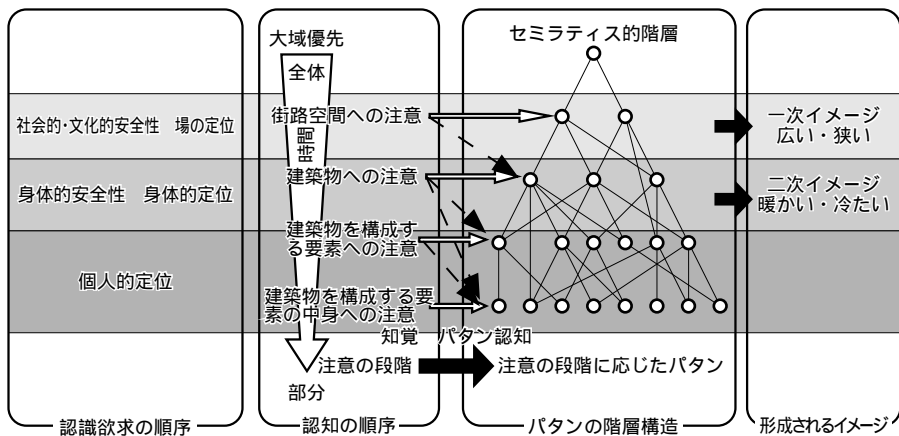 大域優先
全体
時間
部分
セミラティス的階層
社会的・文化的安全性　場の定位
身体的安全性　身体的定位
個人的定位
街路空間への注意
建築物への注意
建築物を構成す
る要素への注意
建築物を構成する要
素の中身への注意
知覚　パタン認知
注意の段階
注意の段階に応じたパタン
一次イメージ
広い・狭い
二次イメージ
暖かい・冷たい
認識欲求の順序
認知の順序
パタンの階層構造
形成されるイメージ